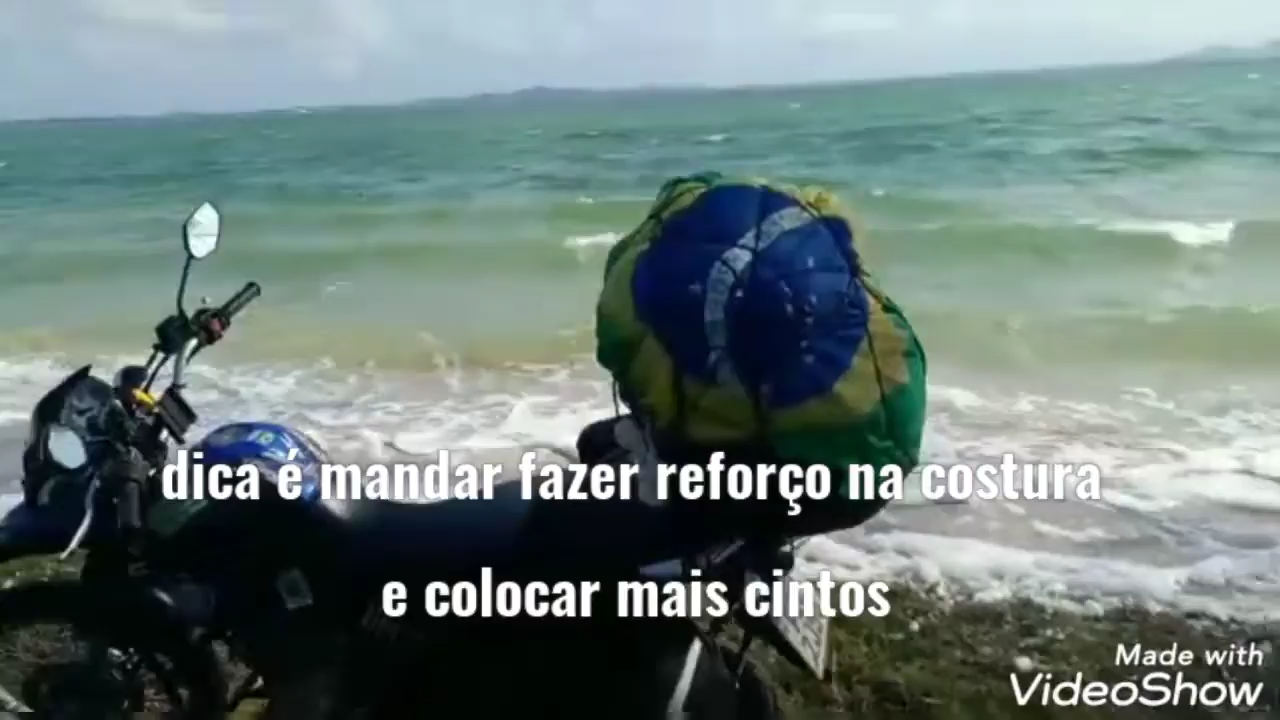 dica é mandar fazer reforço na costura
e colocar mais cintos
Made with
VideoShow